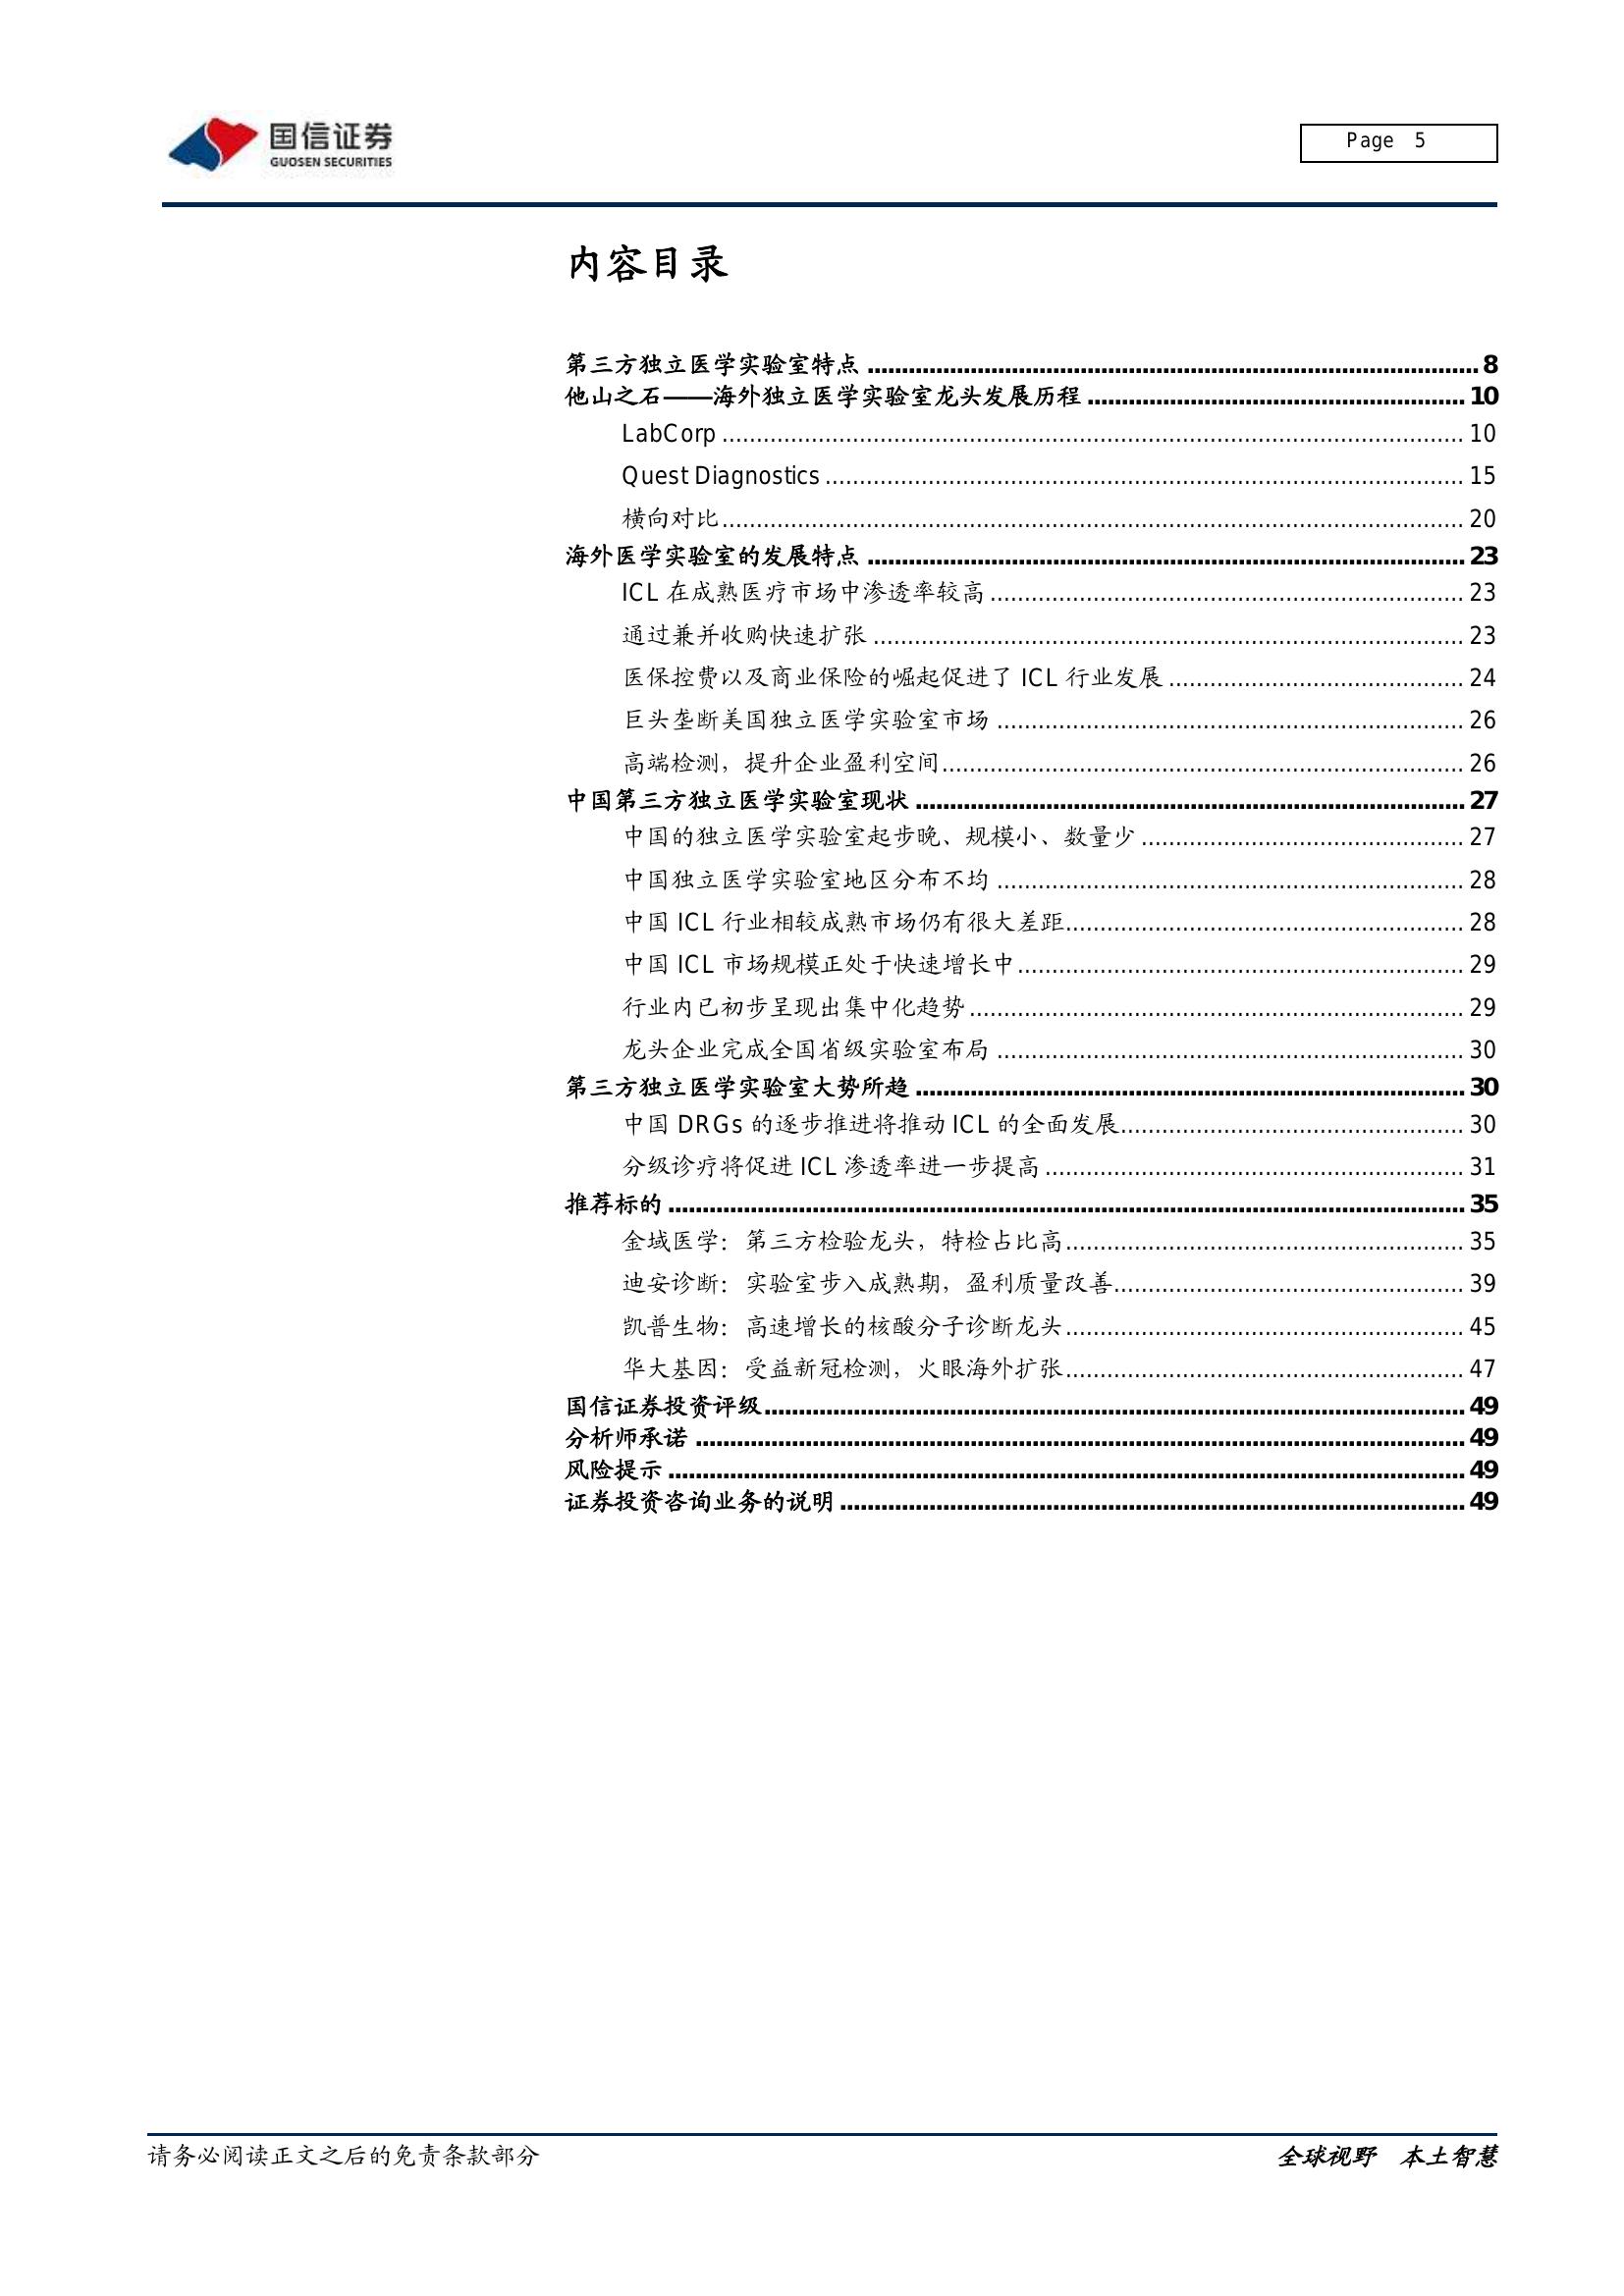 国信证券
GUOSEN SECURITIES
Page 5
内容目录
第三方独立医学实验室特点 ........ 8
他山之石——海外独立医学实验室龙头发展历程 ........ 10
LabCorp ........ 10
Quest Diagnostics ........ 15
横向对比 ........ 20
海外医学实验室的发展特点 ........ 23
ICL 在成熟医疗市场中渗透率较高 ........ 23
通过兼并收购快速扩张 ........ 23
医保控费以及商业保险的崛起促进了 ICL 行业发展 ........ 24
巨头垄断美国独立医学实验室市场 ........ 26
高端检测，提升企业盈利空间 ........ 26
中国第三方独立医学实验室现状 ........ 27
中国的独立医学实验室起步晚、规模小、数量少 ........ 27
中国独立医学实验室地区分布不均 ........ 28
中国 ICL 行业相较成熟市场仍有很大差距 ........ 28
中国 ICL 市场规模正处于快速增长中 ........ 29
行业内已初步呈现出集中化趋势 ........ 29
龙头企业完成全国省级实验室布局 ........ 30
第三方独立医学实验室大势所趋 ........ 30
中国 DRGs 的逐步推进将推动 ICL 的全面发展 ........ 30
分级诊疗将促进 ICL 渗透率进一步提高 ........ 31
推荐标的 ........ 35
金域医学：第三方检验龙头，特检占比高 ........ 35
迪安诊断：实验室步入成熟期，盈利质量改善 ........ 39
凯普生物：高速增长的核酸分子诊断龙头 ........ 45
华大基因：受益新冠检测，火眼海外扩张 ........ 47
国信证券投资评级 ........ 49
分析师承诺 ........ 49
风险提示 ........ 49
证券投资咨询业务的说明 ........ 49
请务必阅读正文之后的免责条款部分
全球视野 本土智慧